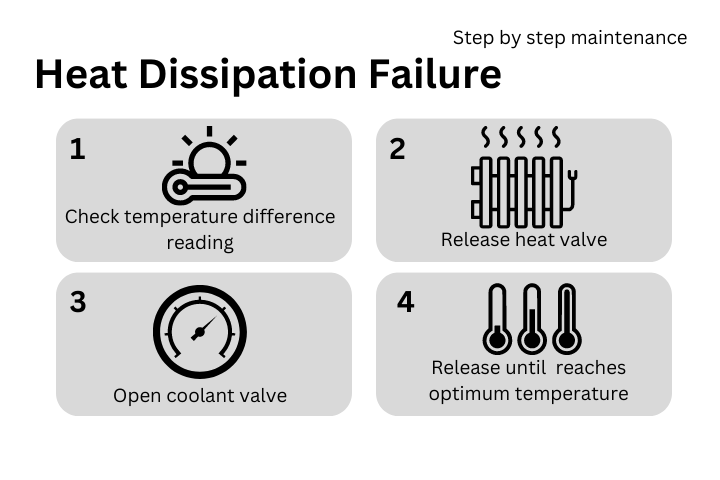 Step by step maintenance
Heat Dissipation Failure
1
Check temperature difference
reading
2
Release heat valve
3
Open coolant valve
4
Release until reaches
optimum temperature